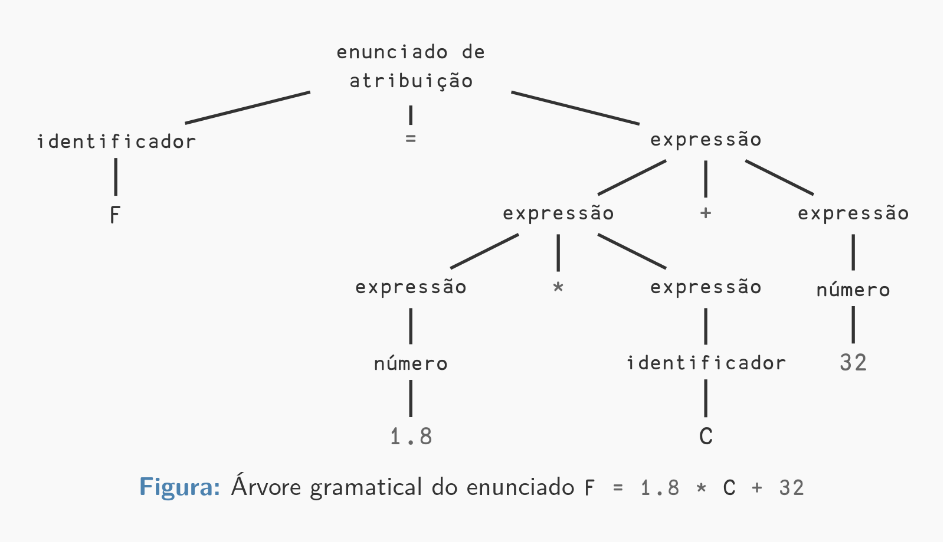 enunciado de
atribuição
identificador
=
expressão
F
expressão
+
expressão
expressão
*
expressão
número
número
identificador
32
1.8
C
Figura: Árvore gramatical do enunciado F = 1.8 * C + 32